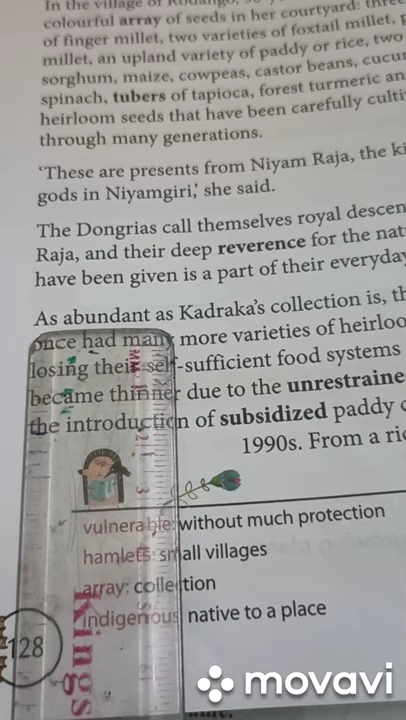 In the village of
colourful array of seeds in her courtyard: three
of finger millet, two varieties of foxtail millet,
millet, an upland variety of paddy or rice, two
sorghum, maize, cowpeas, castor beans,
spinach, tubers of tapioca, forest turmeric an
heirloom seeds that have been carefully culti
through many generations.
'These are presents from Niyam Raja, the ki
gods in Niyamgiri,' she said.
The Dongrias call themselves royal descen
Raja, and their deep reverence for the nat
have been given is a part of their everyday
As abundant as Kadraka's collection is, th
once had many more varieties of heirloo
losing their self-sufficient food systems
became thinner due to the unrestraine
the introduction of subsidized paddy
1990s. From a ri
vulnerable: without much protection
hamlets: small villages
array: collection
indigenous: native to a place
128
kings
MM
2
3
movavi